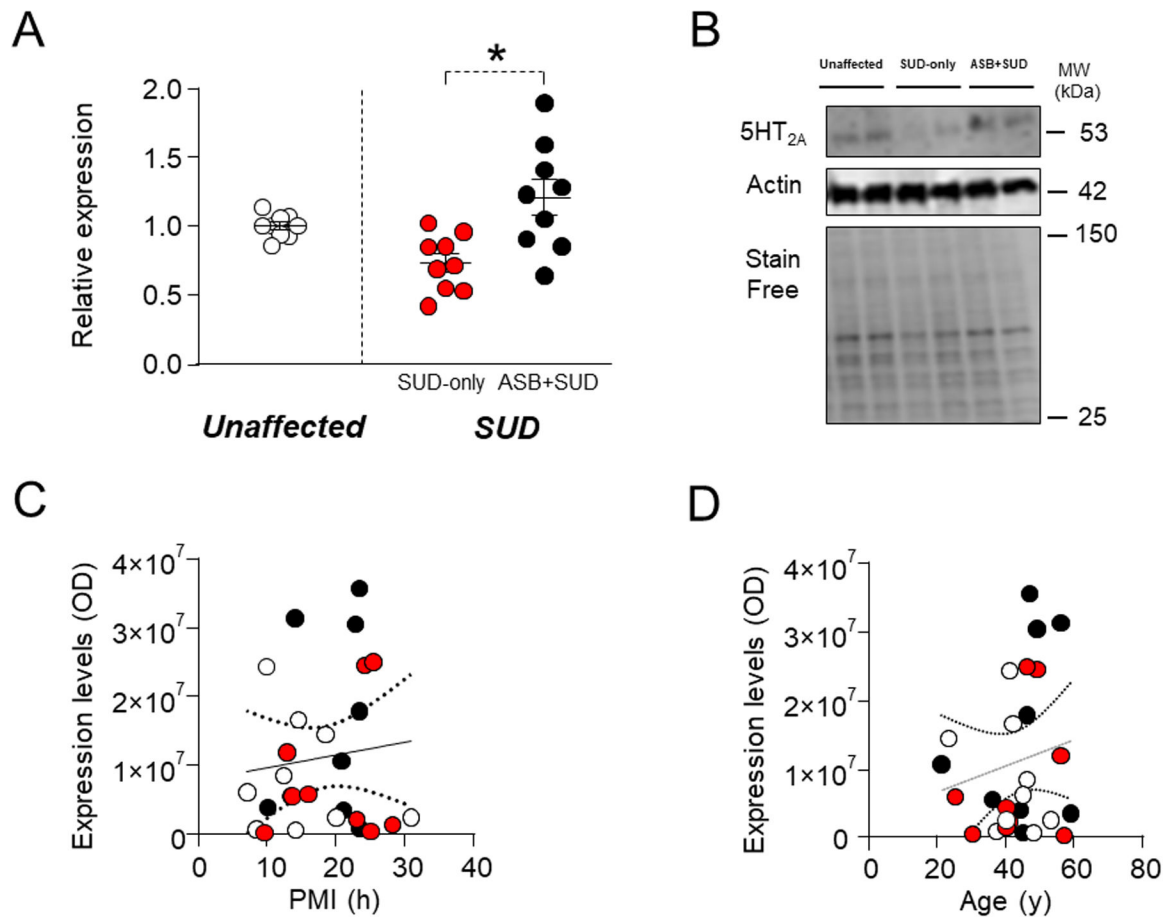 A
*
2.0
1.5
1.0
0.5
0.0
Relative expression
SUD-only ASB+SUD
Unaffected SUD
B
Unaffected SUD-only ASB+SUD
MW
(kDa)
5HT2A
53
Actin
42
150
Stain
Free
25
C
4×10⁷
3×10⁷
2×10⁷
1×10⁷
0
Expression levels (OD)
0 10 20 30 40
PMI (h)
D
4×10⁷
3×10⁷
2×10⁷
1×10⁷
0
Expression levels (OD)
0 20 40 60 80
Age (y)